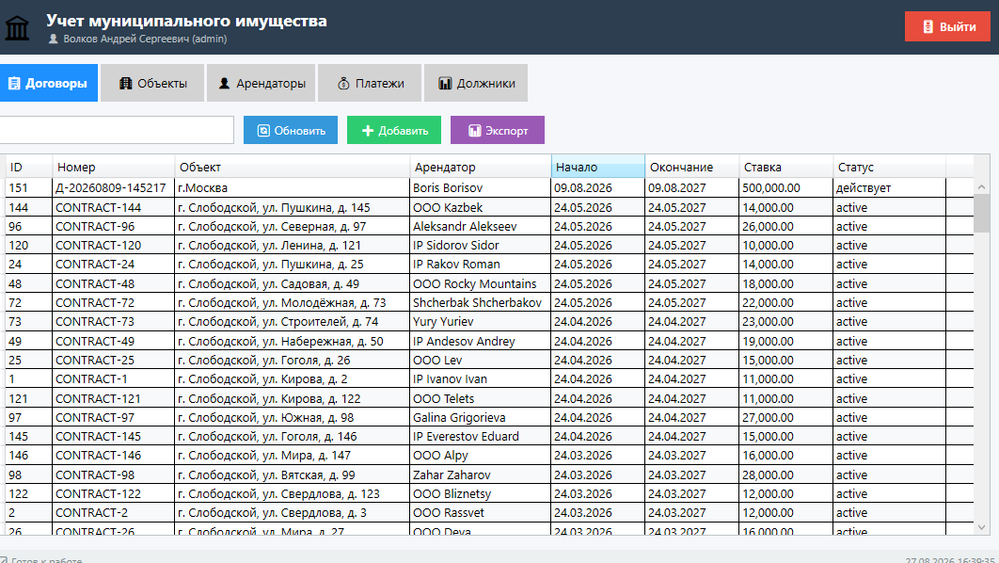 Учет муниципального имущества
Волков Андрей Сергеевич (admin)
Выйти
Договоры Объекты Арендаторы Платежи Должники
Обновить Добавить Экспорт
ID Номер Объект Арендатор Начало Окончание Ставка Статус
151 Д-20260809-145217 г.Москва Boris Borisov 09.08.2026 09.08.2027 500,000.00 действует
144 CONTRACT-144 г. Слободской, ул. Пушкина, д. 145 ООО Kazbek 24.05.2026 24.05.2027 14,000.00 active
96 CONTRACT-96 г. Слободской, ул. Северная, д. 97 Aleksandr Alekseev 24.05.2026 24.05.2027 26,000.00 active
120 CONTRACT-120 г. Слободской, ул. Ленина, д. 121 IP Sidorov Sidor 24.05.2026 24.05.2027 10,000.00 active
24 CONTRACT-24 г. Слободской, ул. Пушкина, д. 25 IP Rakov Roman 24.05.2026 24.05.2027 14,000.00 active
48 CONTRACT-48 г. Слободской, ул. Садовая, д. 49 OOO Rocky Mountains 24.05.2026 24.05.2027 18,000.00 active
72 CONTRACT-72 г. Слободской, ул. Молодёжная, д. 73 Shcherbak Shcherbakov 24.05.2026 24.05.2027 22,000.00 active
73 CONTRACT-73 г. Слободской, ул. Строителей, д. 74 Yury Yuriev 24.04.2026 24.04.2027 23,000.00 active
49 CONTRACT-49 г. Слободской, ул. Набережная, д. 50 IP Andesov Andrey 24.04.2026 24.04.2027 19,000.00 active
25 CONTRACT-25 г. Слободской, ул. Гоголя, д. 26 OOO Lev 24.04.2026 24.04.2027 15,000.00 active
1 CONTRACT-1 г. Слободской, ул. Кирова, д. 2 IP Ivanov Ivan 24.04.2026 24.04.2027 11,000.00 active
121 CONTRACT-121 г. Слободской, ул. Кирова, д. 122 OOO Telets 24.04.2026 24.04.2027 11,000.00 active
97 CONTRACT-97 г. Слободской, ул. Южная, д. 98 Galina Grigorieva 24.04.2026 24.04.2027 27,000.00 active
145 CONTRACT-145 г. Слободской, ул. Гоголя, д. 146 IP Everestov Eduard 24.04.2026 24.04.2027 15,000.00 active
146 CONTRACT-146 г. Слободской, ул. Мира, д. 147 OOO Alpy 24.03.2026 24.03.2027 16,000.00 active
98 CONTRACT-98 г. Слободской, ул. Вятская, д. 99 Zahar Zaharov 24.03.2026 24.03.2027 28,000.00 active
122 CONTRACT-122 г. Слободской, ул. Свердлова, д. 123 OOO Bliznetsy 24.03.2026 24.03.2027 12,000.00 active
2 CONTRACT-2 г. Слободской, ул. Свердлова, д. 3 OOO Rassvet 24.03.2026 24.03.2027 12,000.00 active
26 CONTRACT-26 г. Слободской, ул. Мира, д. 27 OOO Deva 24.03.2026 24.03.2027 16,000.00 active
Готов к работе 27.08.2026 16:39:35